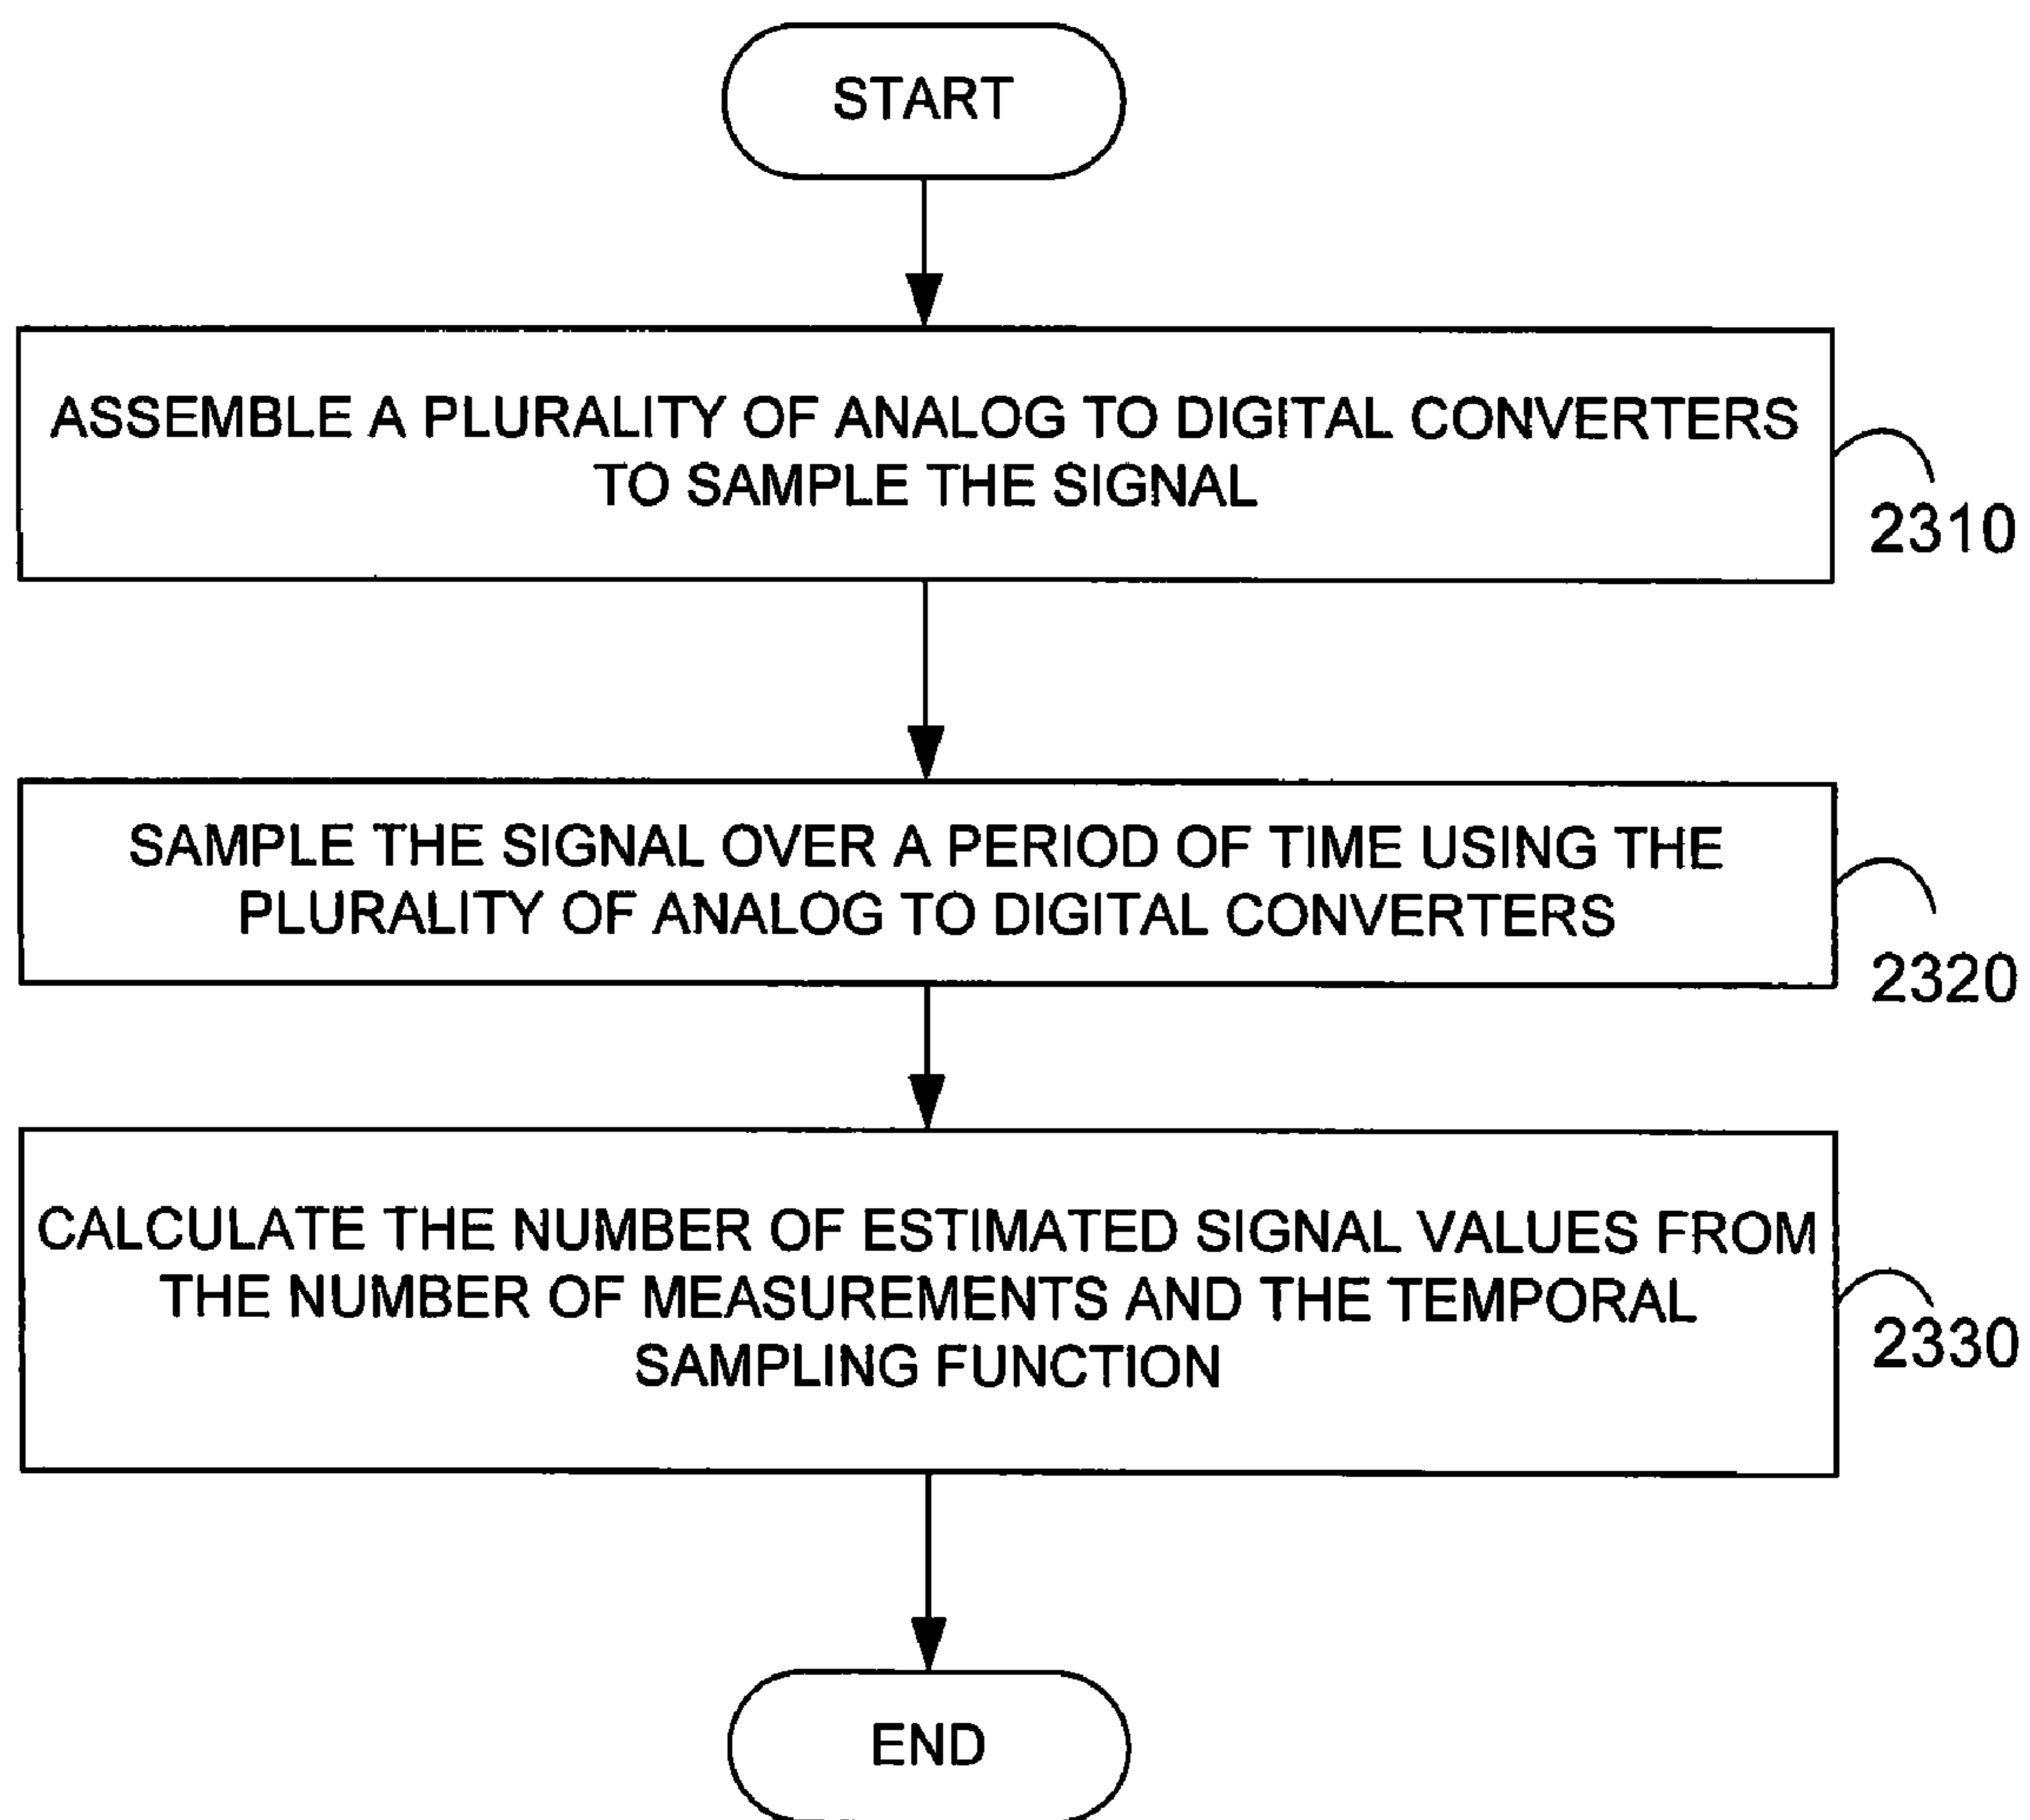 START
ASSEMBLE A PLURALITY OF ANALOG TO DIGITAL CONVERTERS
TO SAMPLE THE SIGNAL
2310
SAMPLE THE SIGNAL OVER A PERIOD OF TIME USING THE
PLURALITY OF ANALOG TO DIGITAL CONVERTERS
2320
CALCULATE THE NUMBER OF ESTIMATED SIGNAL VALUES FROM
THE NUMBER OF MEASUREMENTS AND THE TEMPORAL
SAMPLING FUNCTION
2330
END